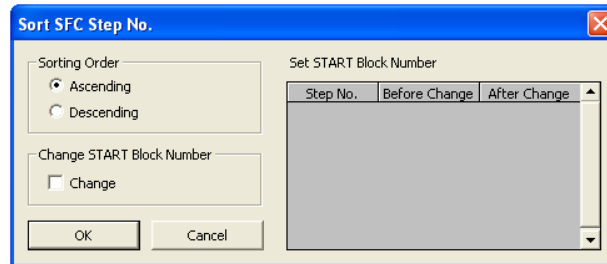 Sort SFC Step No.
Sorting Order
Ascending
Descending
Change START Block Number
Change
OK
Cancel
Set START Block Number
Step No. Before Change After Change